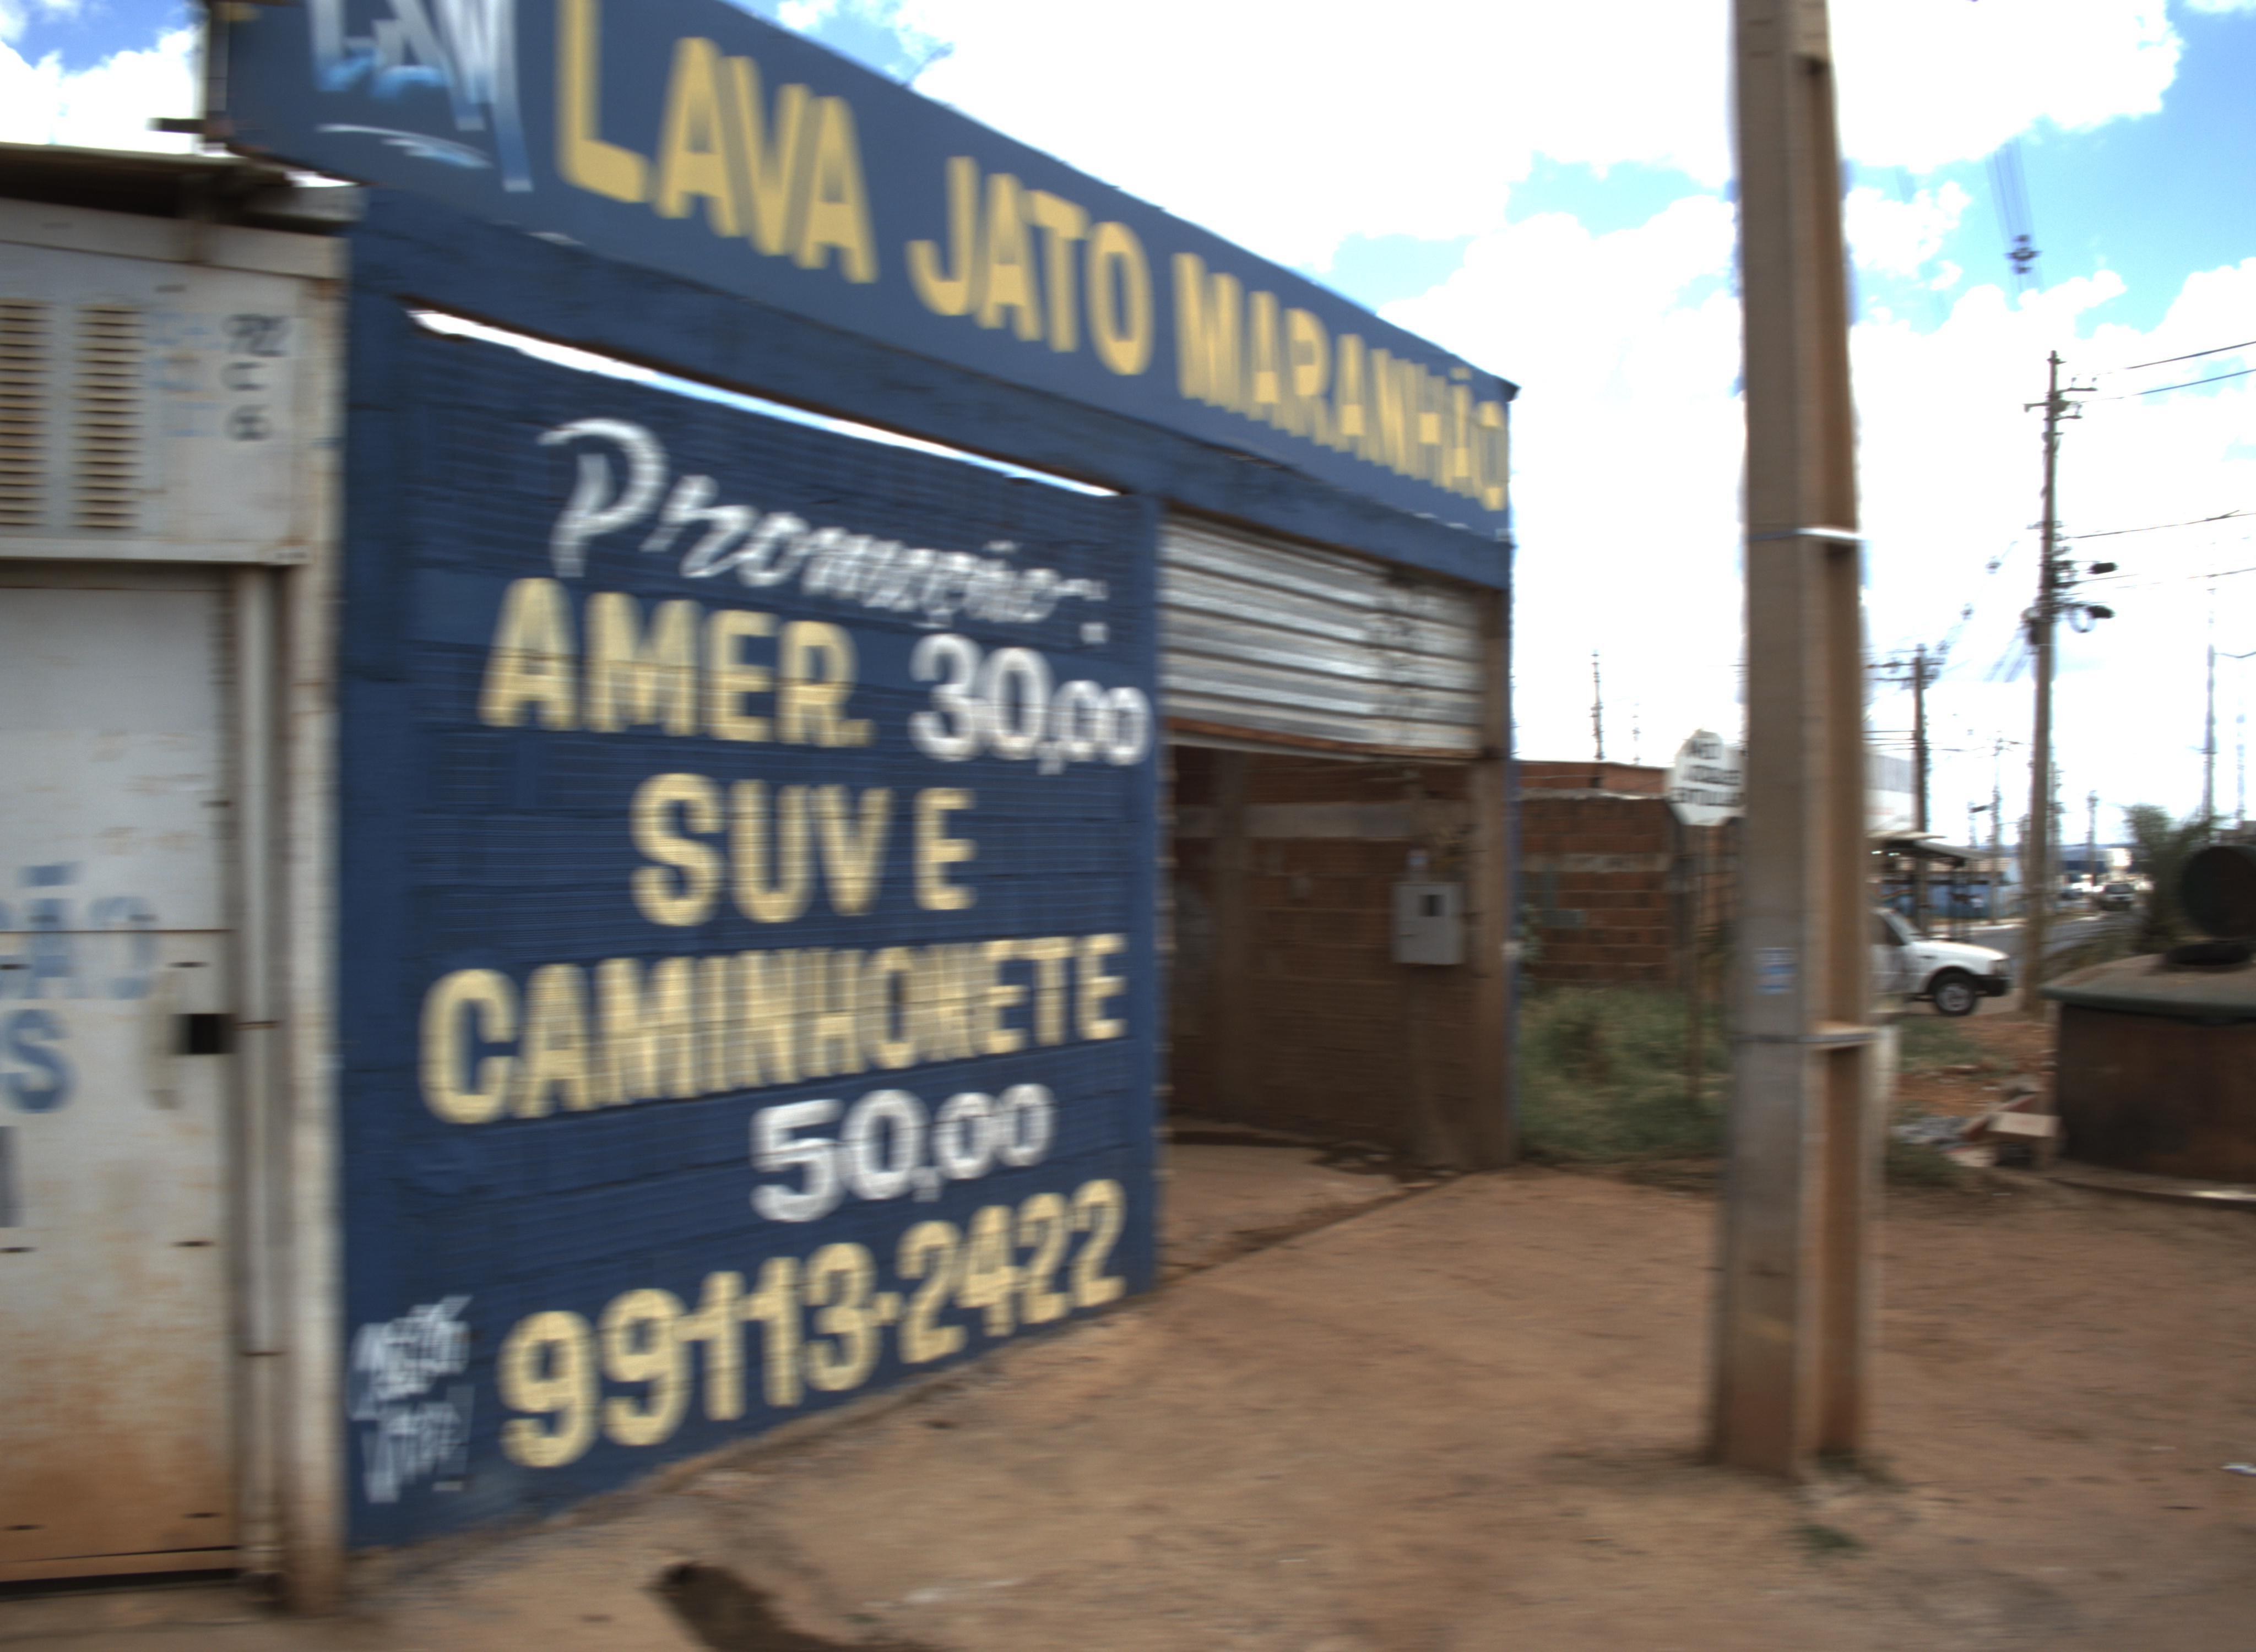 LAVA JATO MARANHÃO
Promoção:
AMER. 30,00
SUV E
CAMINHONETE
50,00
99113-2422